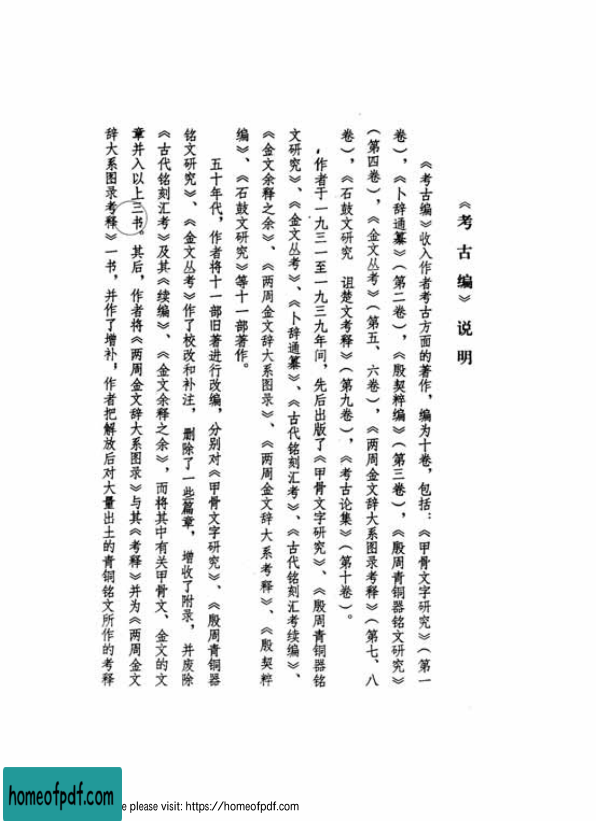 《考古编》说明
《考古编》收入作者考古方面的著作，编为十卷，包括：《甲骨文字研究》（第一
卷），《卜辞通纂》（第二卷），《殷契粹编》（第三卷），《殷周青铜器铭文研究》
（第四卷），《金文丛考》（第五、六卷），《两周金文辞大系图录考释》（第七、八
卷），《石鼓文研究 诅楚文考释》（第九卷），《考古论集》（第十卷）。
作者于一九三一至一九三九年间，先后出版了《甲骨文字研究》、《殷周青铜器铭
文研究》、《金文丛考》、《卜辞通纂》、《古代铭刻汇考》、《古代铭刻汇考续编》、
《金文余释之余》、《两周金文辞大系图录》、《两周金文辞大系考释》、《殷契粹
编》、《石鼓文研究》等十一部著作。
五十年代，作者将十一部旧著进行改编，分别对《甲骨文字研究》、《殷周青铜器
铭文研究》、《金文丛考》作了校改和补注，删除了一些篇章，增收了附录，并废除
《古代铭刻汇考》及其《续编》、《金文余释之余》，而将其中有关甲骨文、金文的文
章并入以上三书。其后，作者将《两周金文辞大系图录》与其《考释》并为《两周金文
辞大系图录考释》一书，并作了增补，作者把解放后对大量出土的青铜铭文所作的考释
homeofpdf.com
e please visit: https://homeofpdf.com